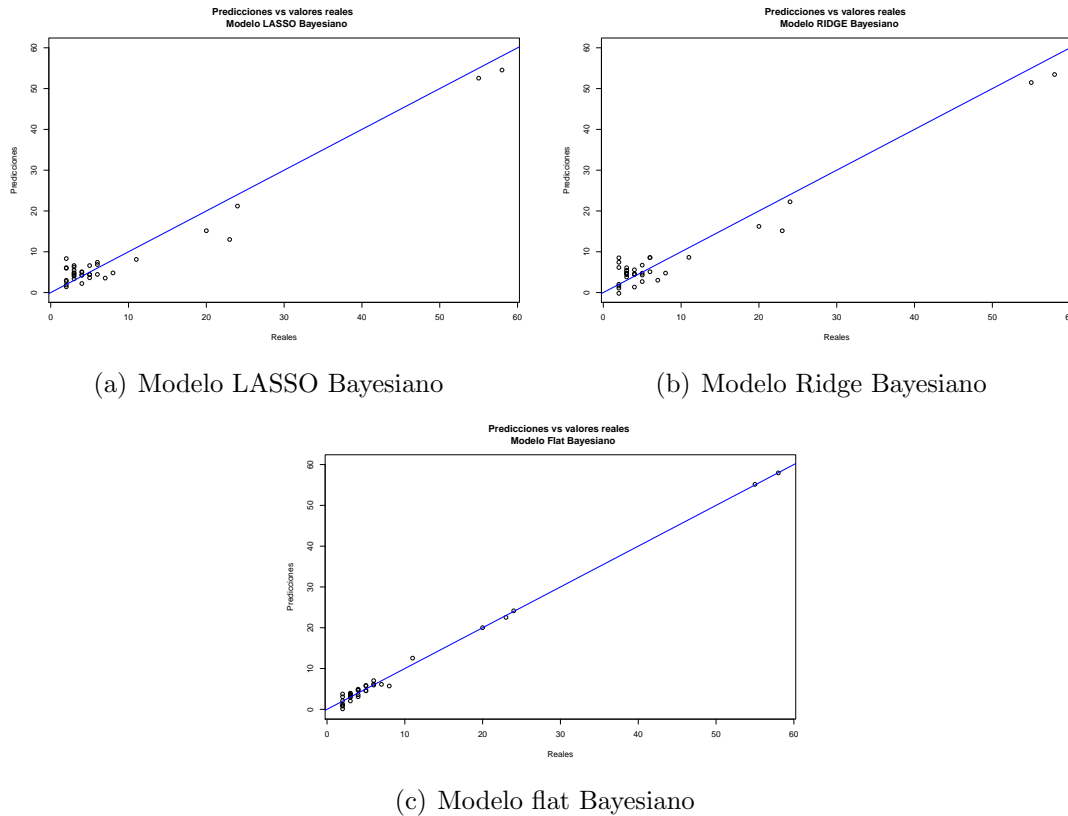 Predicciones vs valores reales
Modelo LASSO Bayesiano
Predicciones
0 10 20 30 40 50 60
0 10 20 30 40 50 60
Reales
(a) Modelo LASSO Bayesiano
Predicciones vs valores reales
Modelo RIDGE Bayesiano
Predicciones
0 10 20 30 40 50 60
0 10 20 30 40 50 60
Reales
(b) Modelo Ridge Bayesiano
Predicciones vs valores reales
Modelo Flat Bayesiano
Predicciones
0 10 20 30 40 50 60
0 10 20 30 40 50 60
Reales
(c) Modelo flat Bayesiano